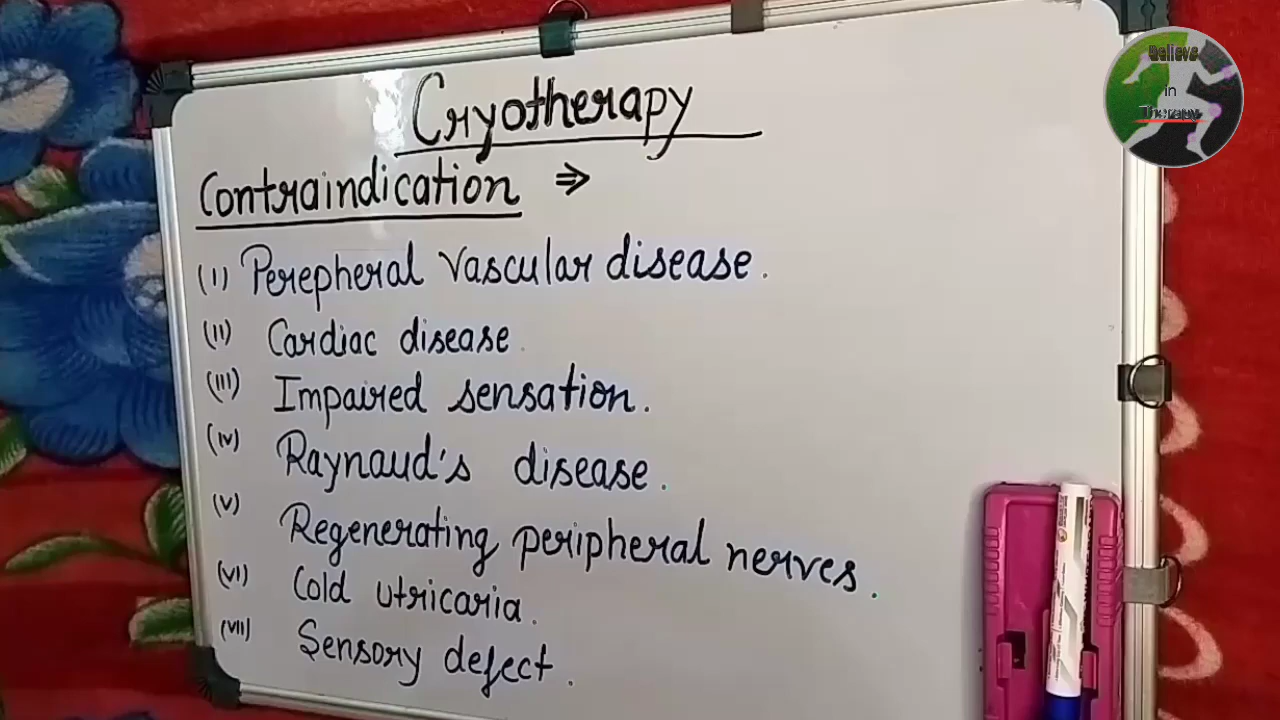 Cryotherapy
Contraindication ⇒
(I) Perepheral vascular disease.
(II) Cardiac disease.
(III) Impaired sensation.
(IV) Raynaud's disease.
(V) Regenerating peripheral nerves.
(VI) Cold utricaria.
(VII) Sensory defect.
Believe
in
Therapy